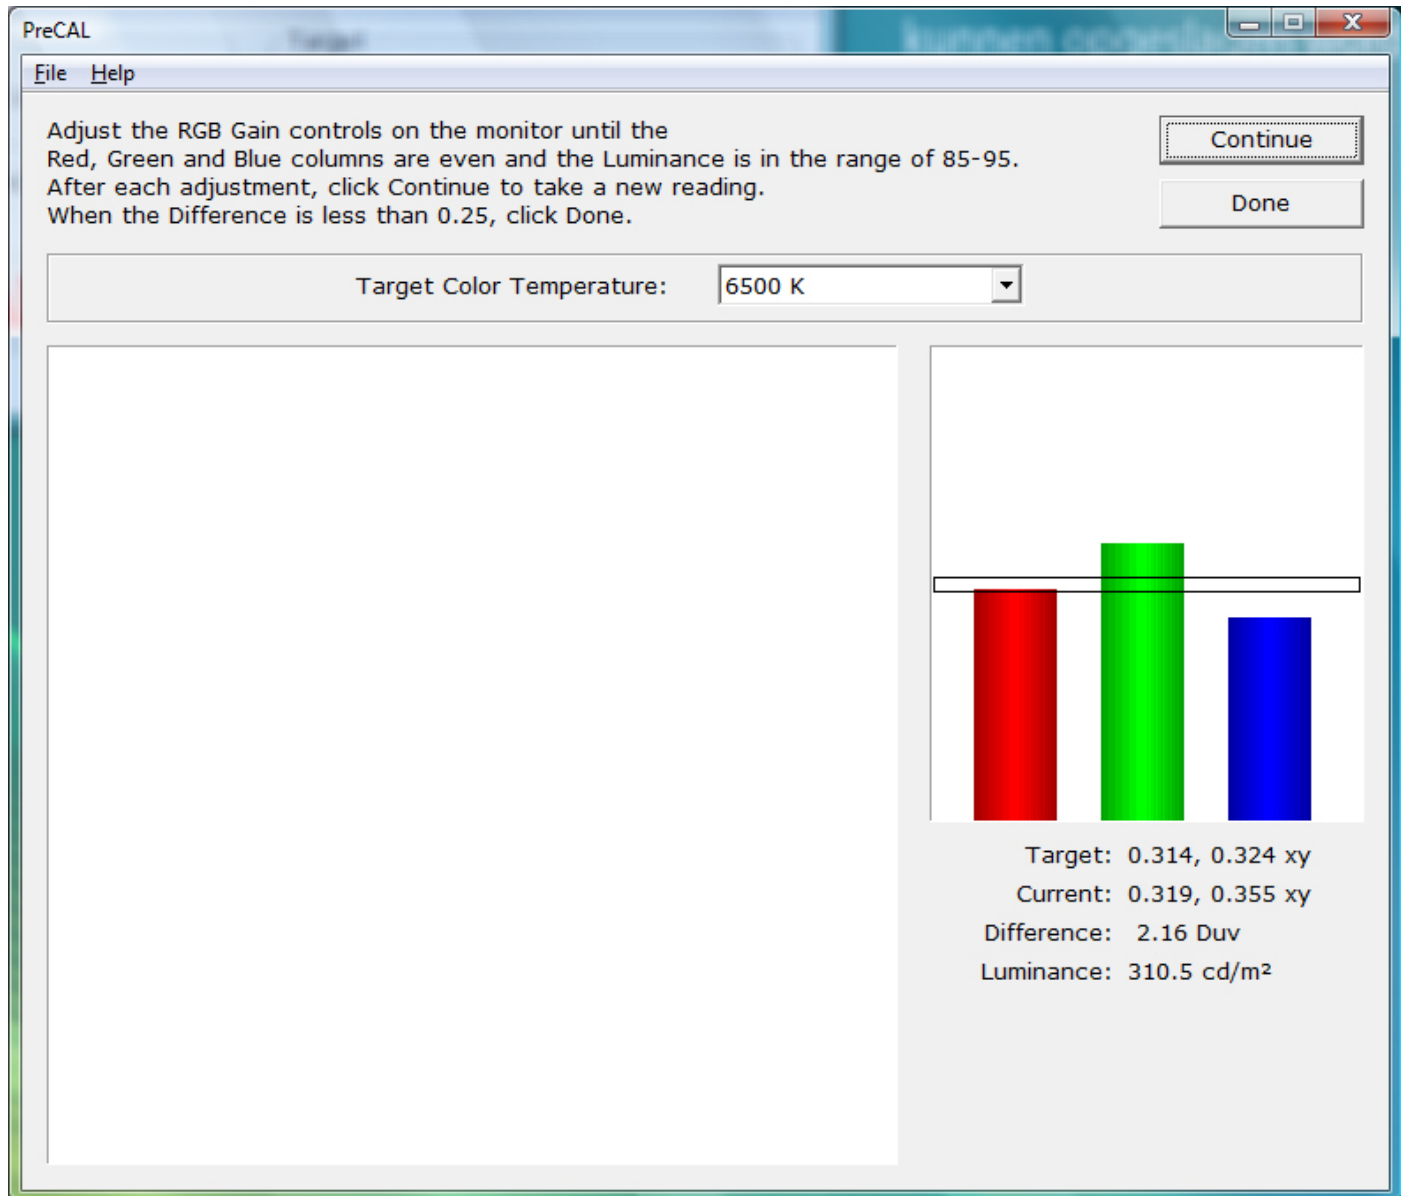 PreCAL
kunnen opgeslagen
File Help
Adjust the RGB Gain controls on the monitor until the
Red, Green and Blue columns are even and the Luminance is in the range of 85-95.
After each adjustment, click Continue to take a new reading.
When the Difference is less than 0.25, click Done.
Continue
Done
Target Color Temperature: 6500 K
Target: 0.314, 0.324 xy
Current: 0.319, 0.355 xy
Difference: 2.16 Duv
Luminance: 310.5 cd/m²